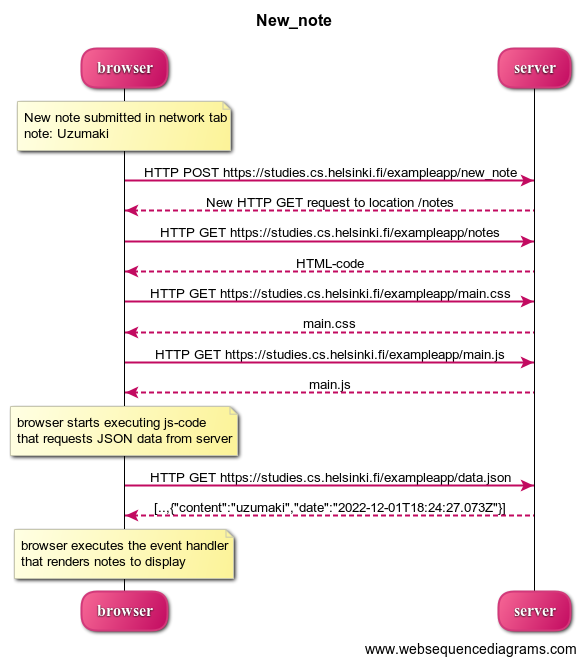 New_note
browser
server
New note submitted in network tab
note: Uzumaki
HTTP POST https://studies.cs.helsinki.fi/exampleapp/new_note
New HTTP GET request to location /notes
HTTP GET https://studies.cs.helsinki.fi/exampleapp/notes
HTML-code
HTTP GET https://studies.cs.helsinki.fi/exampleapp/main.css
main.css
HTTP GET https://studies.cs.helsinki.fi/exampleapp/main.js
main.js
browser starts executing js-code
that requests JSON data from server
HTTP GET https://studies.cs.helsinki.fi/exampleapp/data.json
[..,{"content":"uzumaki","date":"2022-12-01T18:24:27.073Z"}]
browser executes the event handler
that renders notes to display
browser
server
www.websequencediagrams.com